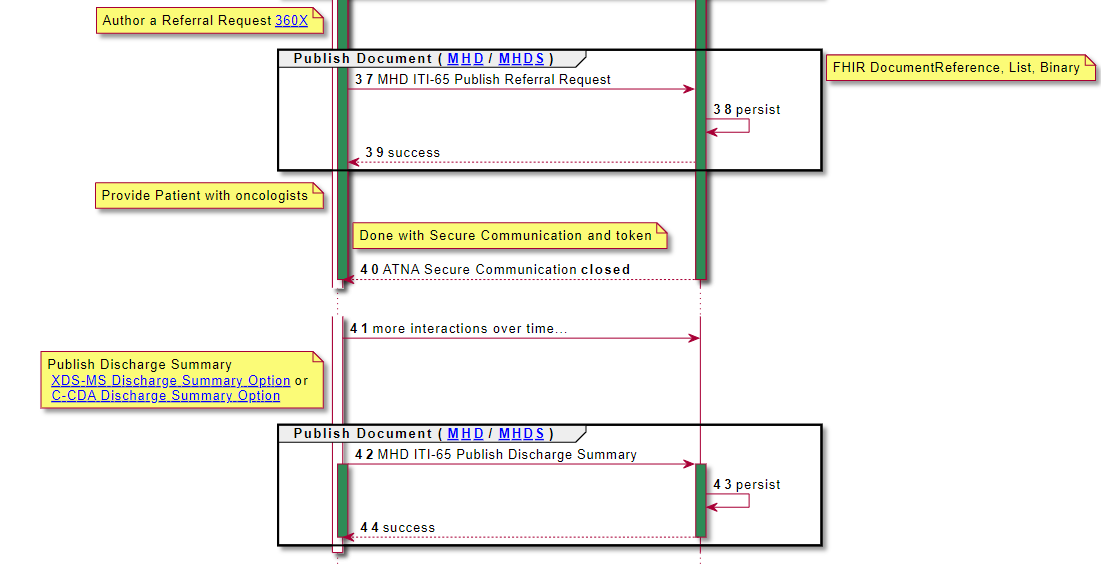 Author a Referral Request 360X
Publish Document ( MHD / MHDS )
FHIR DocumentReference, List, Binary
37 MHD ITI-65 Publish Referral Request
38 persist
39 success
Provide Patient with oncologists
Done with Secure Communication and token
40 ATNA Secure Communication closed
41 more interactions over time...
Publish Discharge Summary
XDS-MS Discharge Summary Option or
C-CDA Discharge Summary Option
Publish Document ( MHD / MHDS )
42 MHD ITI-65 Publish Discharge Summary
43 persist
44 success